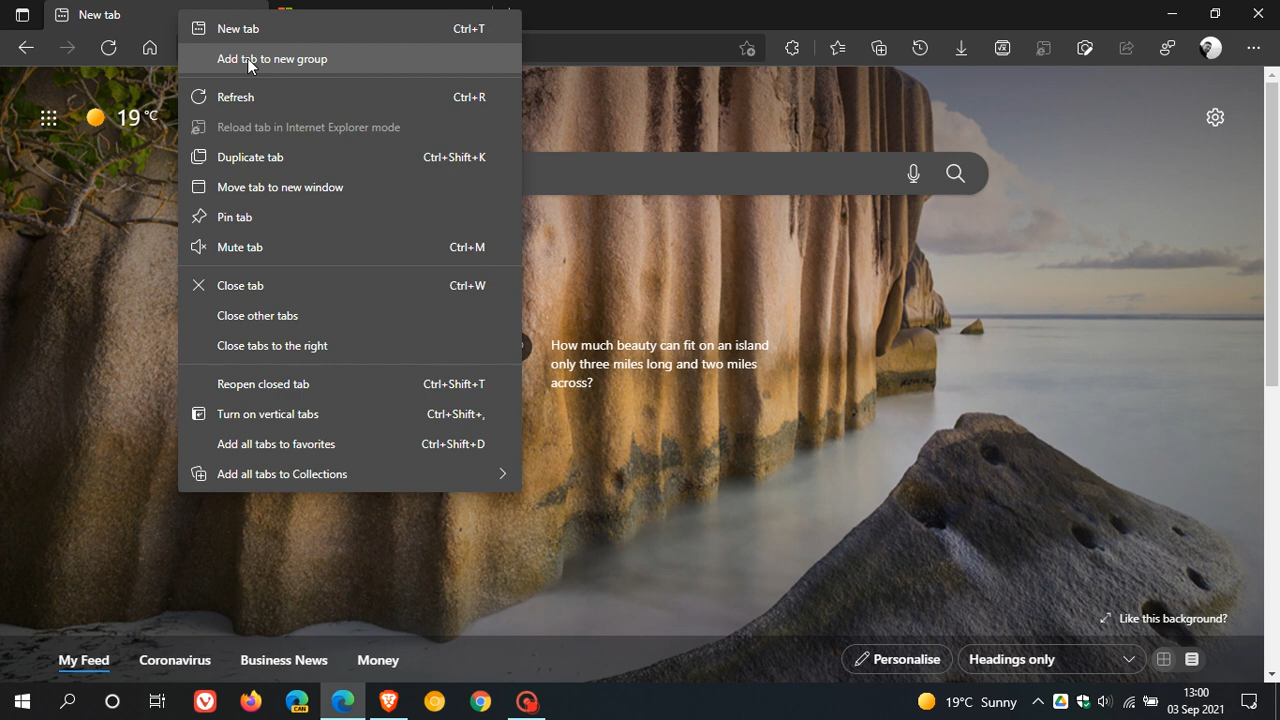 New tab
New tab Ctrl+T
Add tab to new group
Refresh Ctrl+R
Reload tab in Internet Explorer mode
Duplicate tab Ctrl+Shift+K
Move tab to new window
Pin tab
Mute tab Ctrl+M
Close tab Ctrl+W
Close other tabs
Close tabs to the right
Reopen closed tab Ctrl+Shift+T
Turn on vertical tabs Ctrl+Shift+,
Add all tabs to favorites Ctrl+Shift+D
Add all tabs to Collections
19 °C
How much beauty can fit on an island
only three miles long and two miles
across?
Like this background?
My Feed Coronavirus Business News Money
Personalise Headings only
CAN
19°C Sunny
13:00
03 Sep 2021